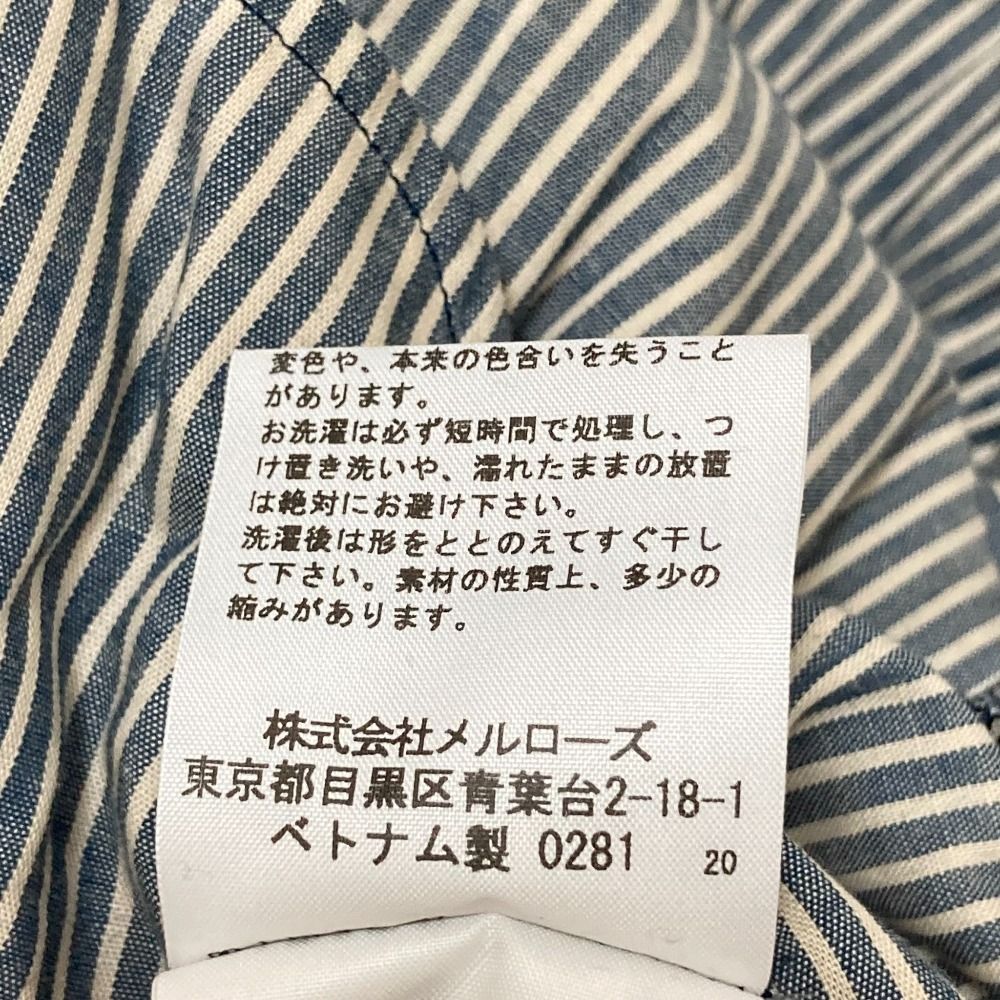 変色や、本来の色合いを失うこと
があります。
お洗濯は必ず短時間で処理し、つ
け置き洗いや、濡れたままの放置
は絶対にお避け下さい。
洗濯後は形をととのえてすぐ干し
て下さい。素材の性質上、多少の
縮みがあります。
株式会社メルローズ
東京都目黒区青葉台2-18-1
ベトナム製 0281 20